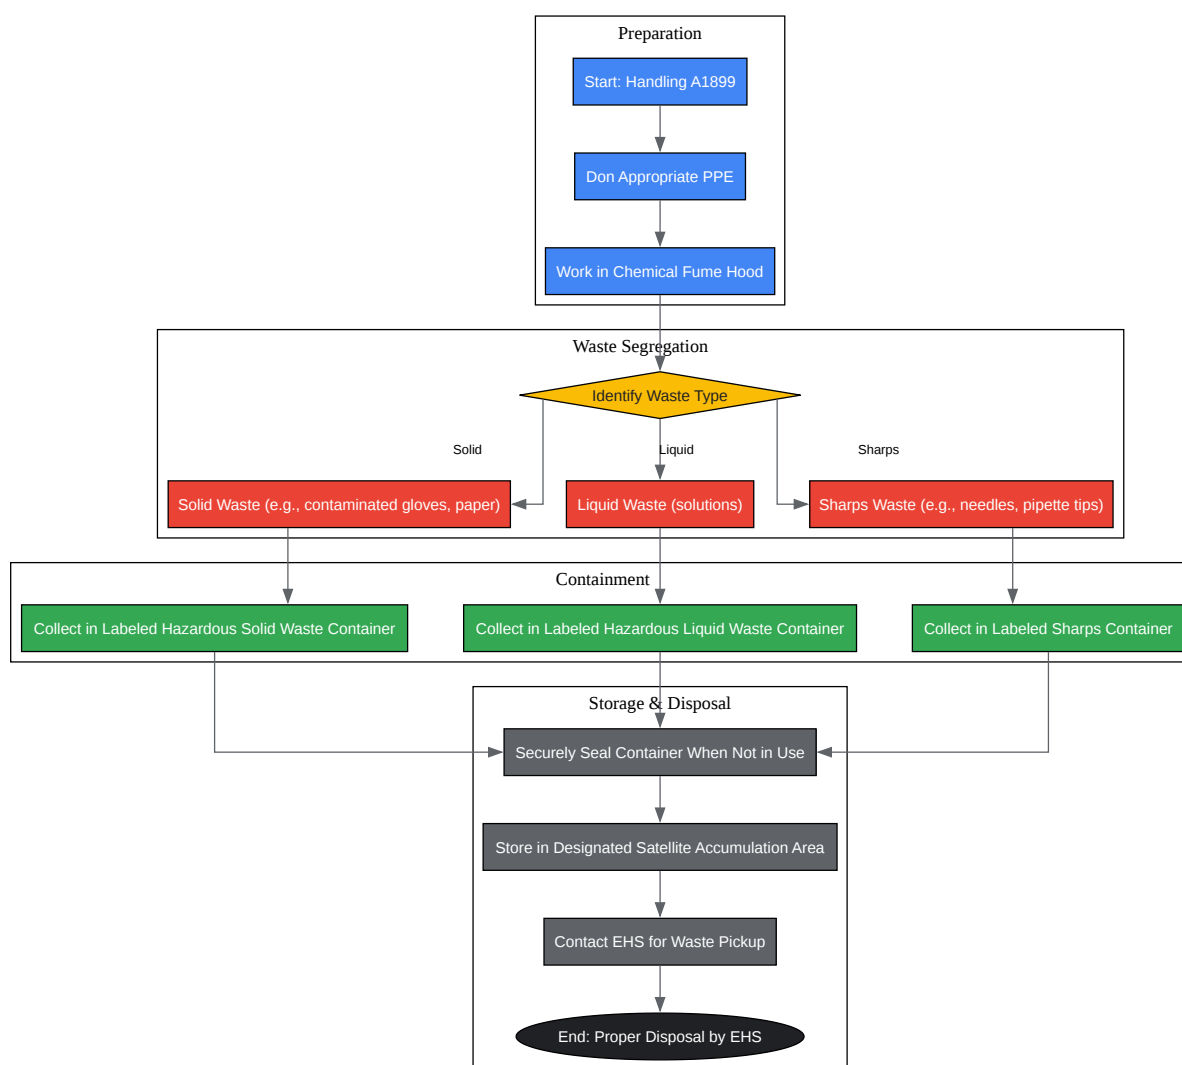 Preparation
Start: Handling A1899
Don Appropriate PPE
Work in Chemical Fume Hood
Waste Segregation
Identify Waste Type
Solid
Liquid
Sharps
Solid Waste (e.g., contaminated gloves, paper)
Liquid Waste (solutions)
Sharps Waste (e.g., needles, pipette tips)
Containment
Collect in Labeled Hazardous Solid Waste Container
Collect in Labeled Hazardous Liquid Waste Container
Collect in Labeled Sharps Container
Storage & Disposal
Securely Seal Container When Not in Use
Store in Designated Satellite Accumulation Area
Contact EHS for Waste Pickup
End: Proper Disposal by EHS